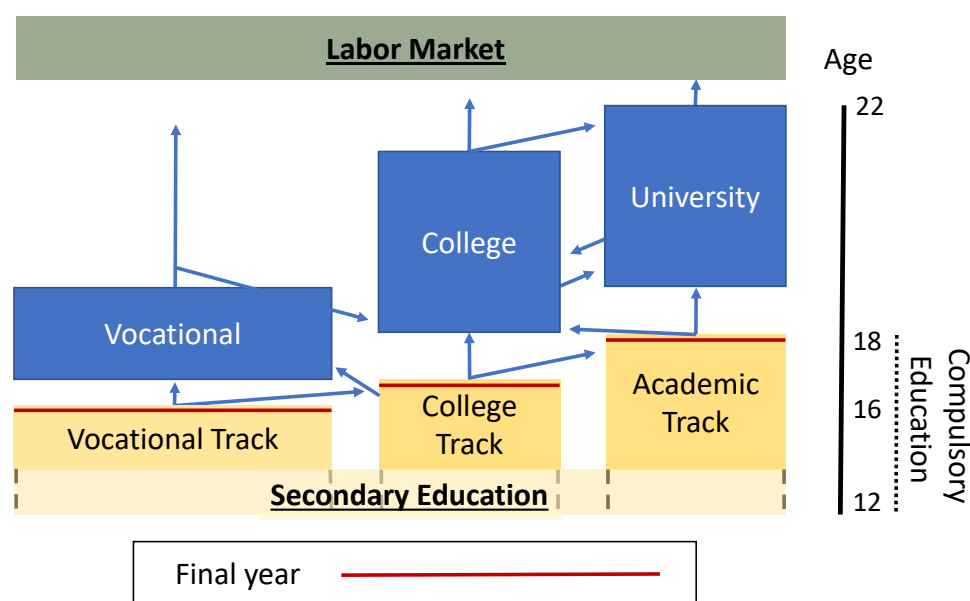 Labor Market
Age
22
University
College
Vocational
18
Academic
Track
College
Track
16
Vocational Track
Secondary Education
12
Compulsory
Education
Final year